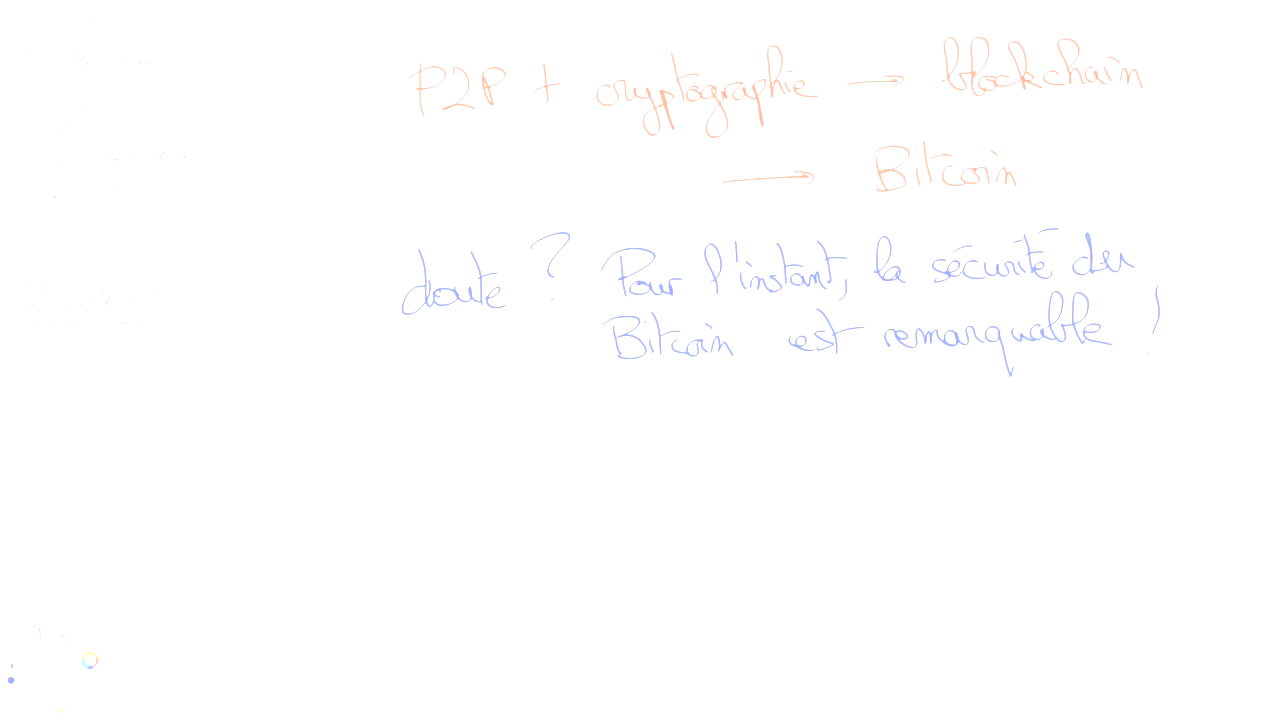 P2P + cryptographie → blockchain
→ Bitcoin
doute ? Pour l'instant, la sécurité du
Bitcoin est remarquable !